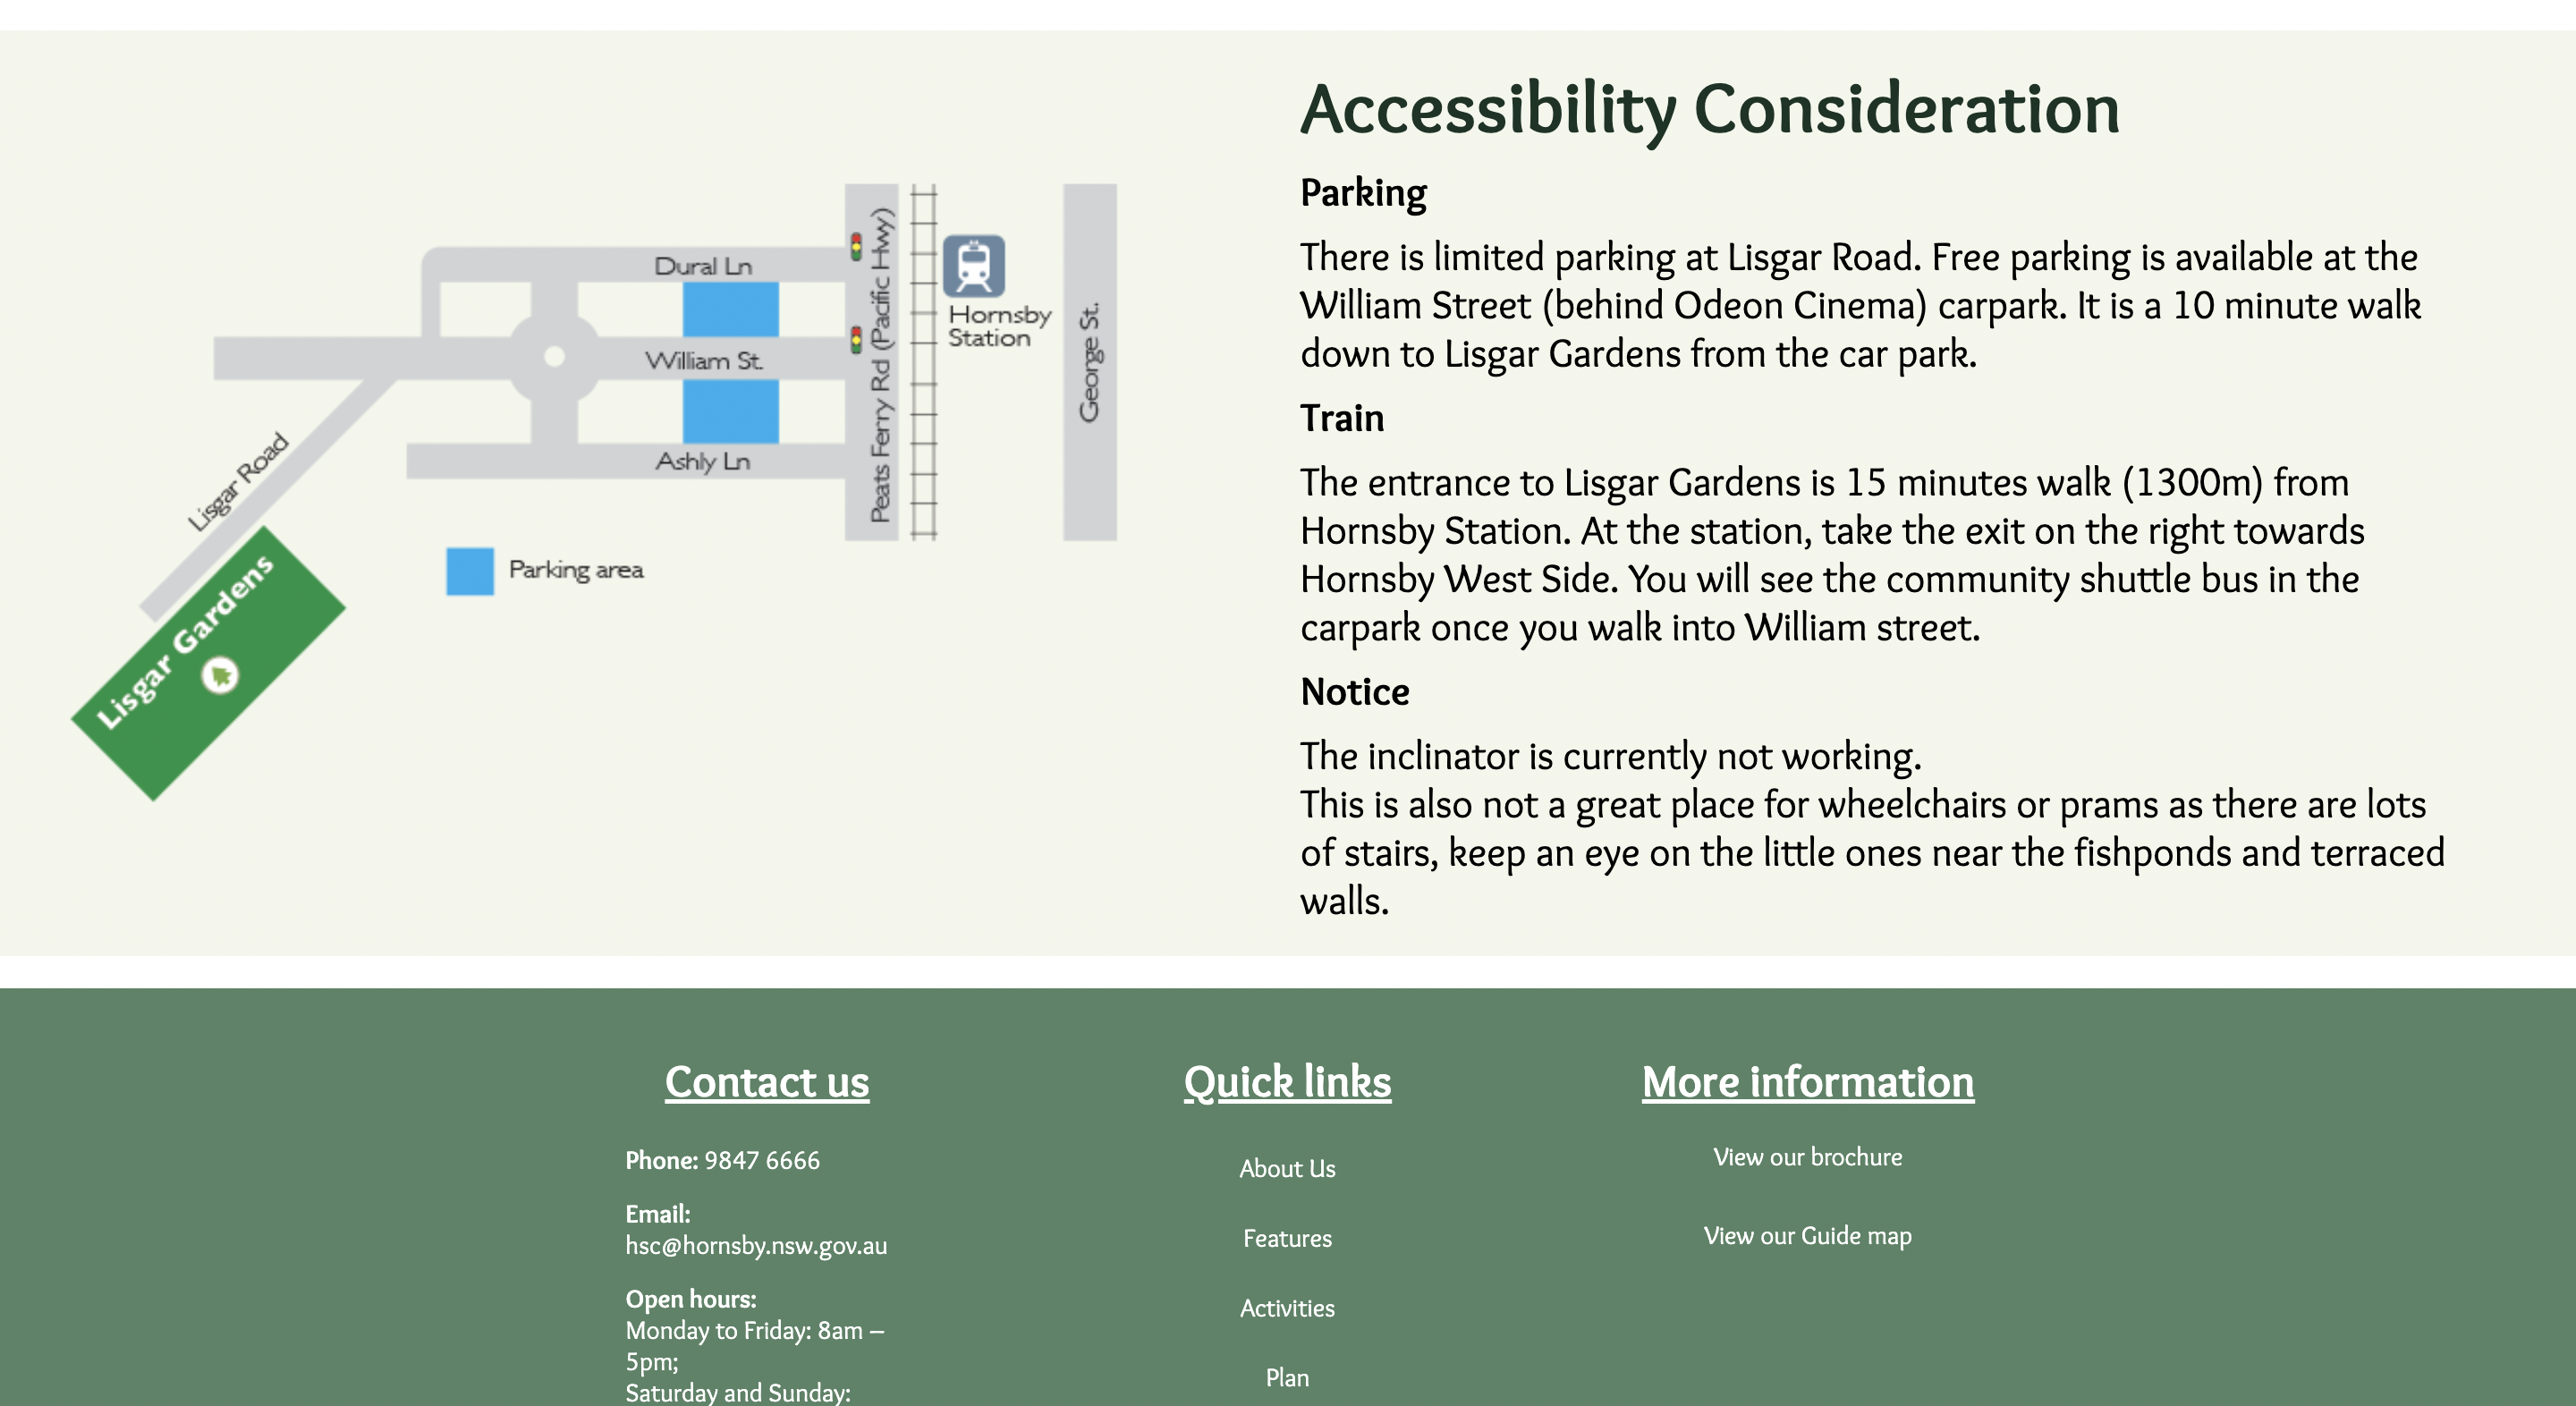 Dural Ln
William St.
Ashly Ln
Peats Ferry Rd (Pacific Hwy)
Hornsby
Station
George St.
Lisgar Road
Lisgar Gardens
Parking area
Accessibility Consideration
Parking
There is limited parking at Lisgar Road. Free parking is available at the
William Street (behind Odeon Cinema) carpark. It is a 10 minute walk
down to Lisgar Gardens from the car park.
Train
The entrance to Lisgar Gardens is 15 minutes walk (1300m) from
Hornsby Station. At the station, take the exit on the right towards
Hornsby West Side. You will see the community shuttle bus in the
carpark once you walk into William street.
Notice
The inclinator is currently not working.
This is also not a great place for wheelchairs or prams as there are lots
of stairs, keep an eye on the little ones near the fishponds and terraced
walls.
Contact us
Phone: 9847 6666
Email:
hsc@hornsby.nsw.gov.au
Open hours:
Monday to Friday: 8am –
5pm;
Saturday and Sunday:
Quick links
About Us
Features
Activities
Plan
More information
View our brochure
View our Guide map